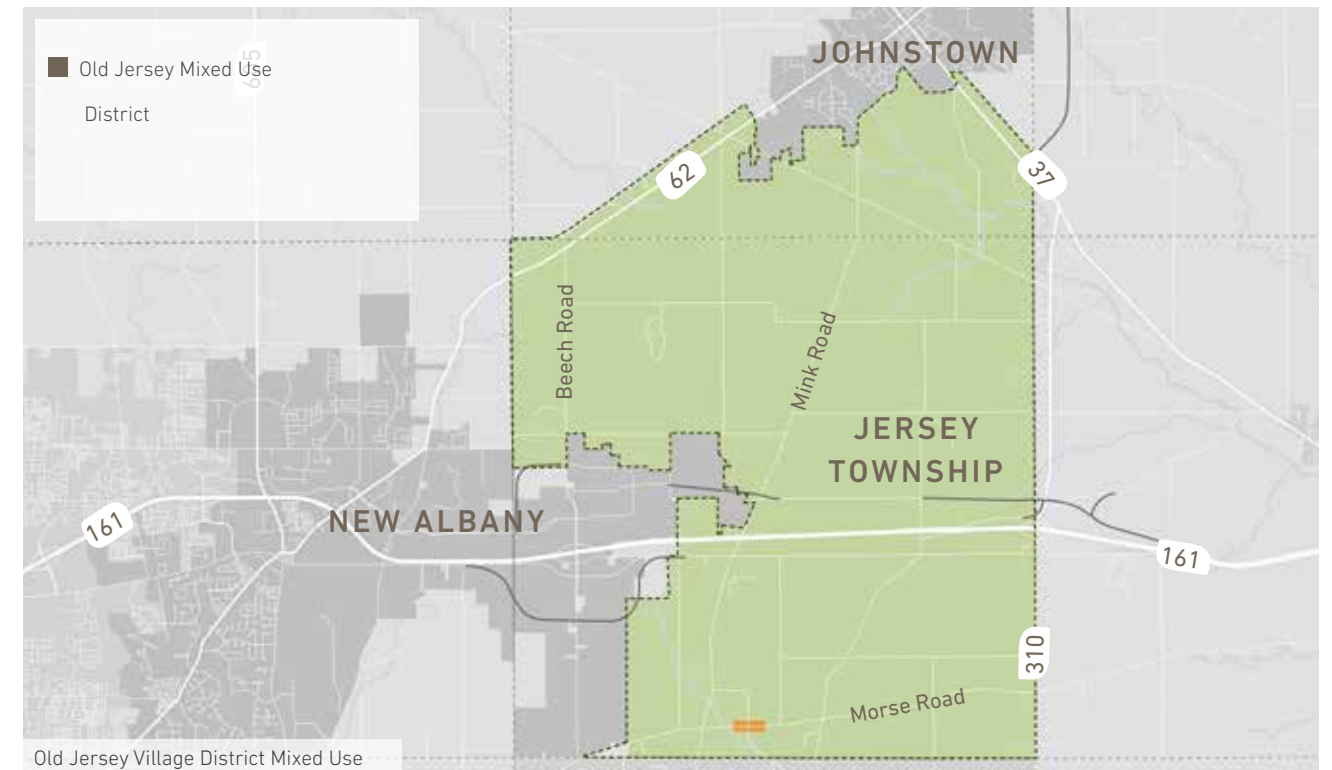 Old Jersey Mixed Use
District
605
JOHNSTOWN
62
37
Beech Road
Mink Road
JERSEY
TOWNSHIP
NEW ALBANY
161
161
310
Morse Road
Old Jersey Village District Mixed Use